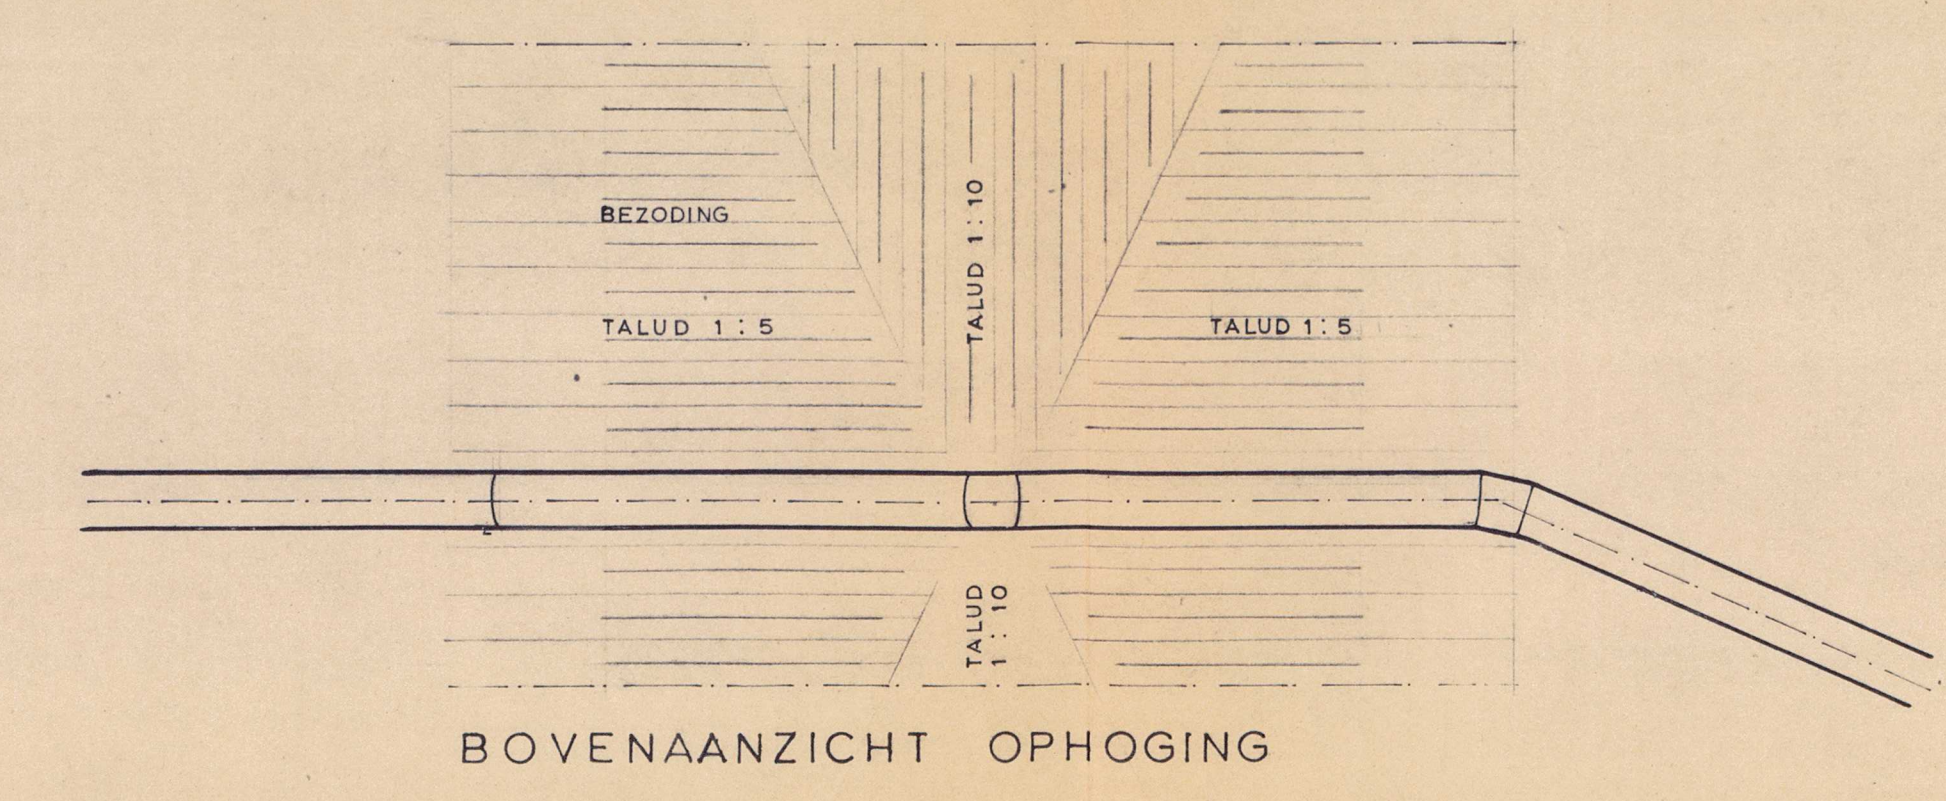 BEZODING
TALUD 1:5
TALUD 1:10
TALUD 1:5
TALUD
1:10
BOVENAANZICHT OPHOGING